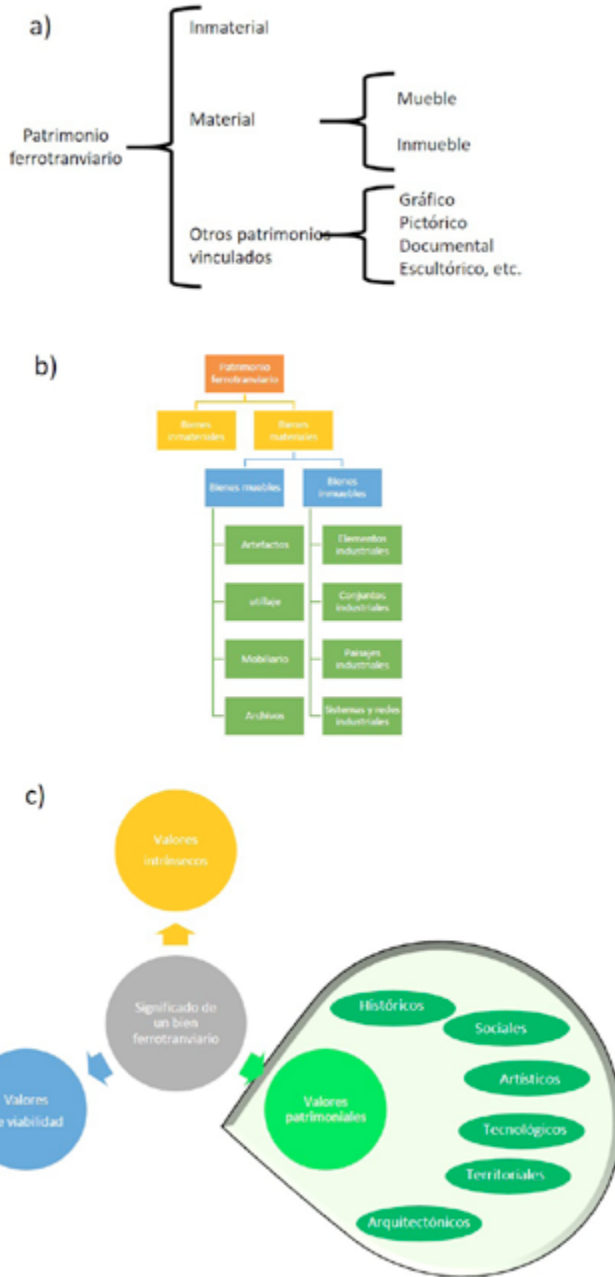 a)
Inmaterial
Material
Mueble
Inmueble
Patrimonio
ferrotranviario
Otros patrimonios
vinculados
Gráfico
Pictórico
Documental
Escultórico, etc.
b)
Patrimonio
ferrotranviario
Bienes
inmateriales
Bienes
materiales
Bienes muebles
Bienes
inmuebles
Artefactos
Elementos
industriales
utillaje
Conjuntos
industriales
Mobiliario
Paisajes
industriales
Archivos
Sistemas y redes
industriales
c)
Valores
intrínsecos
Significado de
un bien
ferrotranviario
Valores
e viabilidad
Valores
patrimoniales
Históricos
Sociales
Artísticos
Tecnológicos
Territoriales
Arquitectónicos